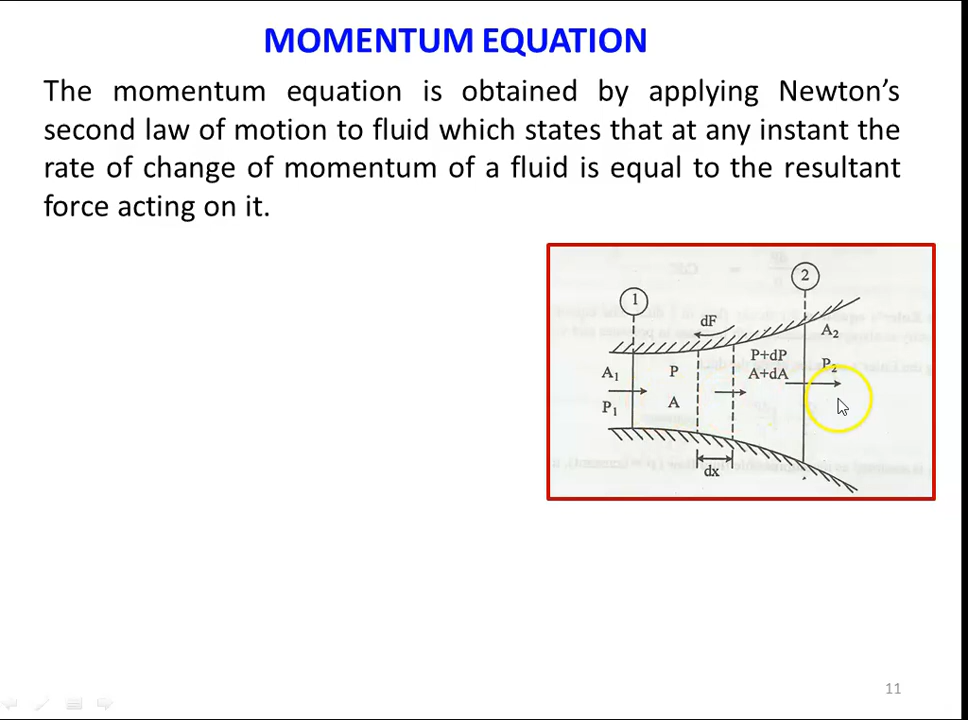 MOMENTUM EQUATION
The momentum equation is obtained by applying Newton’s
second law of motion to fluid which states that at any instant the
rate of change of momentum of a fluid is equal to the resultant
force acting on it.
2
1
dF
A₂
P+dP
A₁
P
A+dA
P₂
P₁
A
dx
11